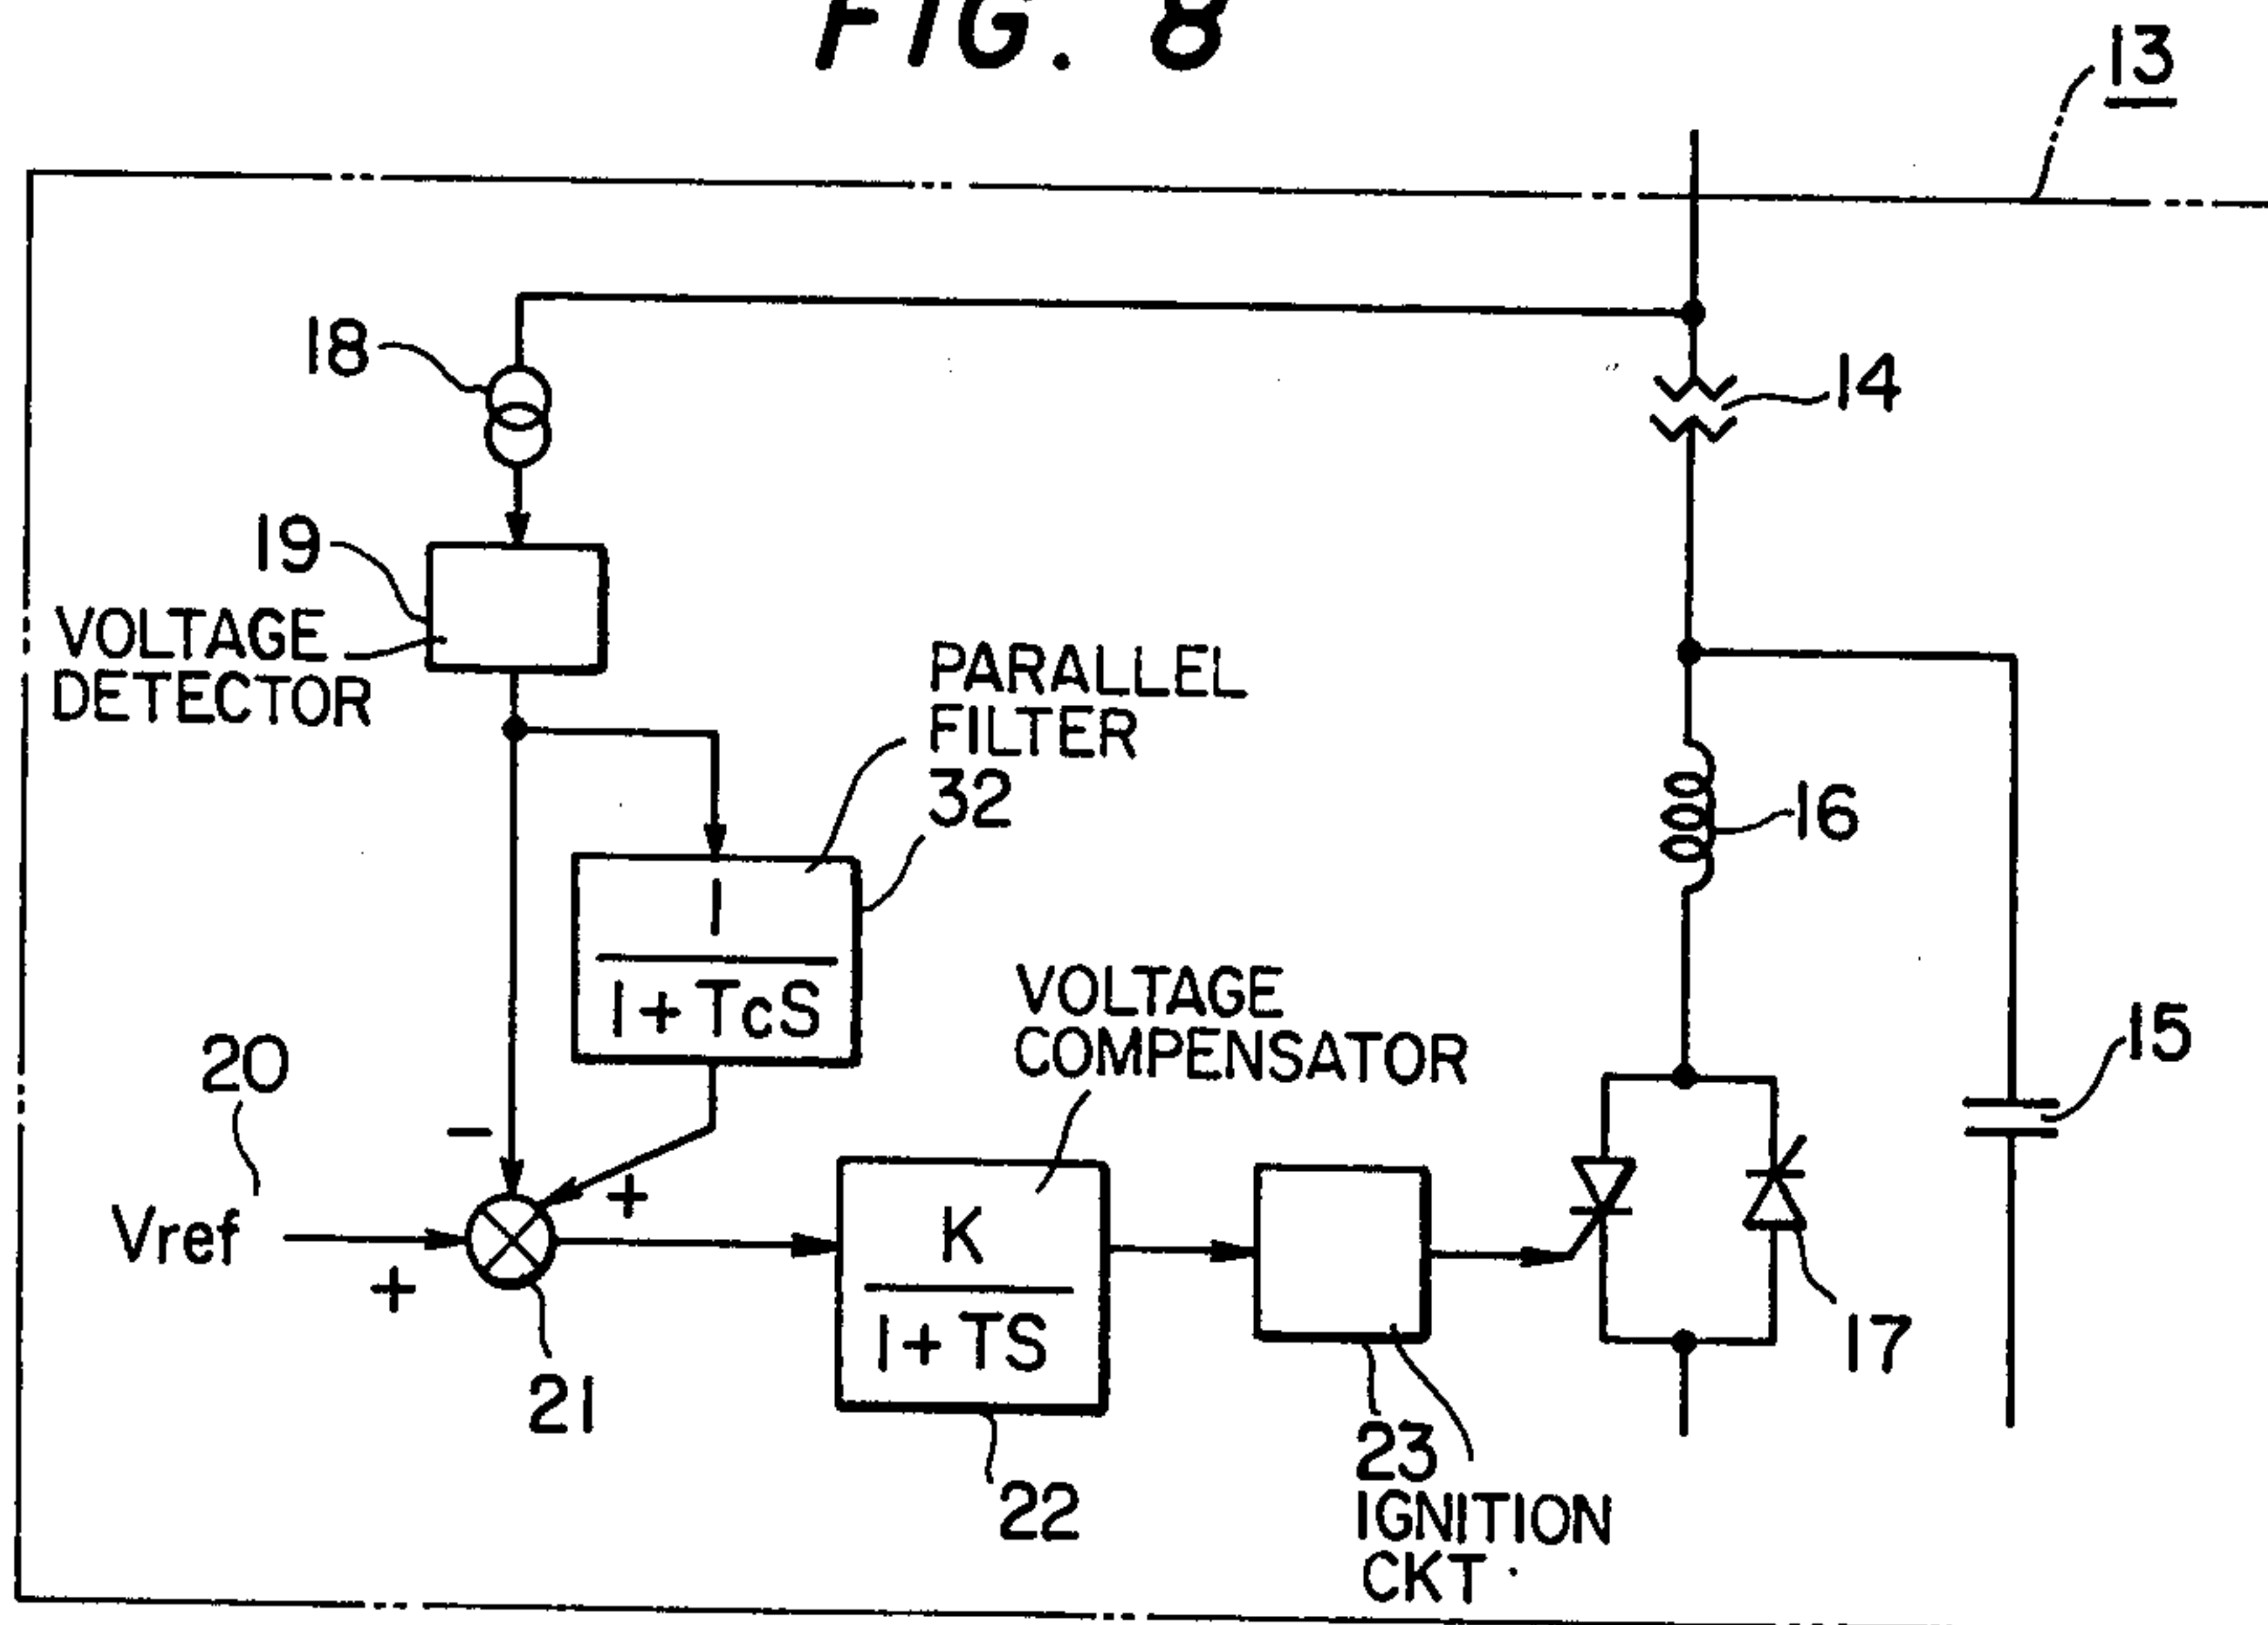 FIG. 8
13
18
14
19
VOLTAGE
DETECTOR
PARALLEL
FILTER
32
16
1
1+TcS
VOLTAGE
COMPENSATOR
15
20
-
+
Vref
+
K
1+TS
17
21
22
23
IGNITION
CKT.